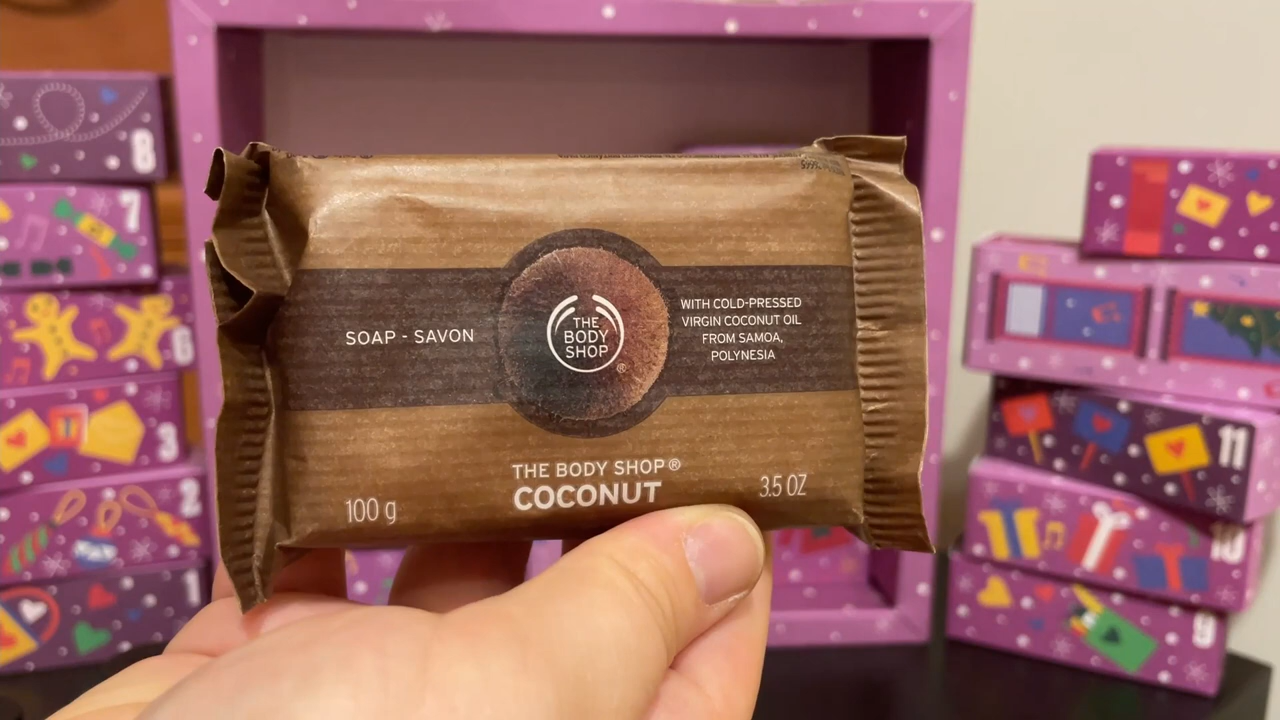 8
7
6
3
2
1
SOAP - SAVON
THE
BODY
SHOP
®
WITH COLD-PRESSED
VIRGIN COCONUT OIL
FROM SAMOA,
POLYNESIA
THE BODY SHOP®
COCONUT
100 g
3.5 OZ
11
10
9